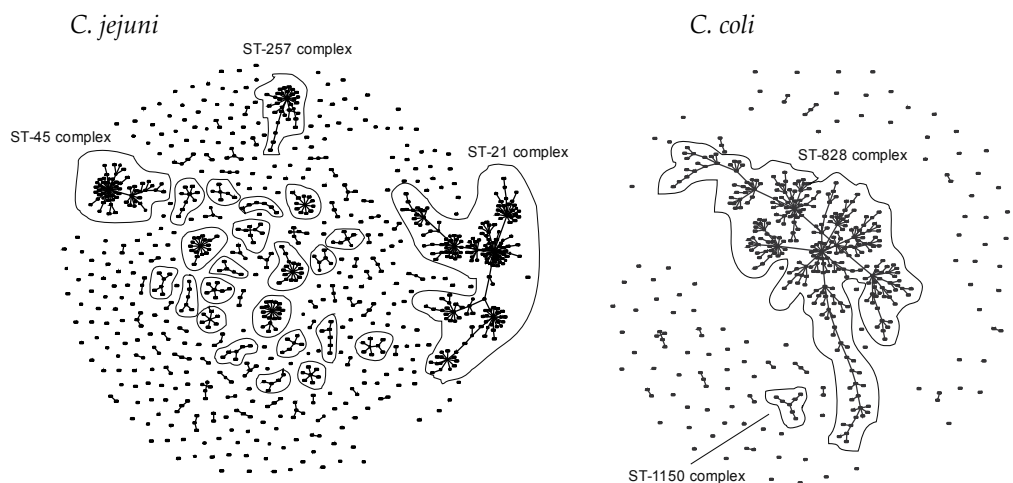 C. jejuni
C. coli
ST-257 complex
ST-45 complex
ST-21 complex
ST-828 complex
ST-1150 complex